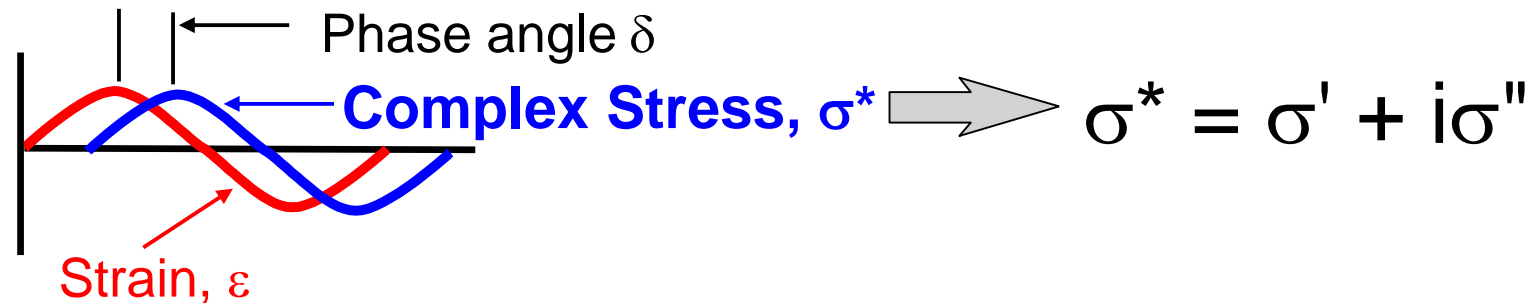 Phase angle δ
Complex Stress, σ*
σ* = σ' + iσ"
Strain, ε